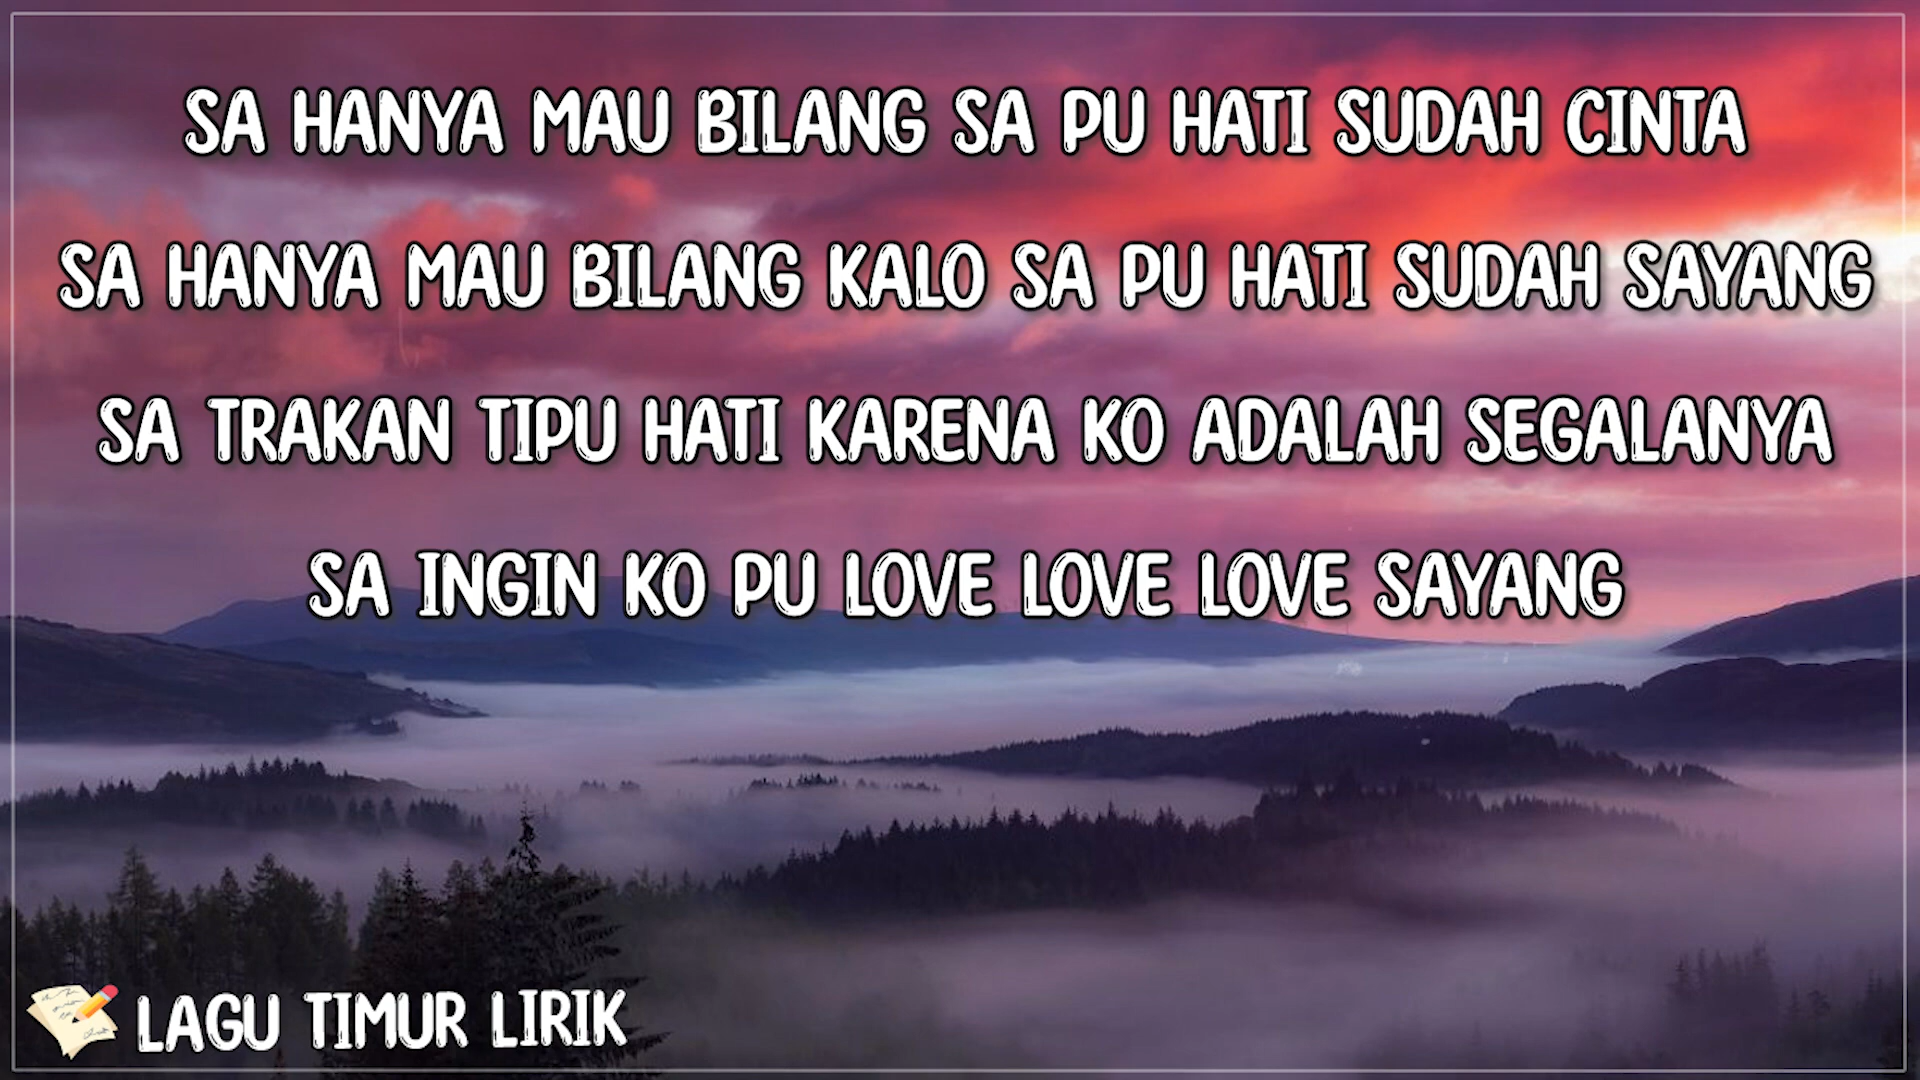 SA HANYA MAU BILANG SA PU HATI SUDAH CINTA
SA HANYA MAU BILANG KALO SA PU HATI SUDAH SAYANG
SA TRAKAN TIPU HATI KARENA KO ADALAH SEGALANYA
SA INGIN KO PU LOVE LOVE LOVE SAYANG
LAGU TIMUR LIRIK